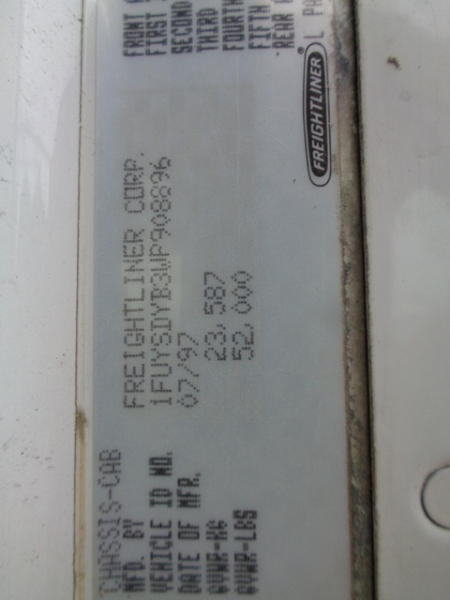 CHASSIS-CAB
MFD. BY FREIGHTLINER CORP.
VEHICLE ID NO. 1FUYSDYB3WP908896
DATE OF MFR. 07/97
GVWR-KG 23,587
GVWR-LBS 52,000
FRONT
FIRST
SECOND
THIRD
FOURTH
FIFTH
REAR
FREIGHTLINER®